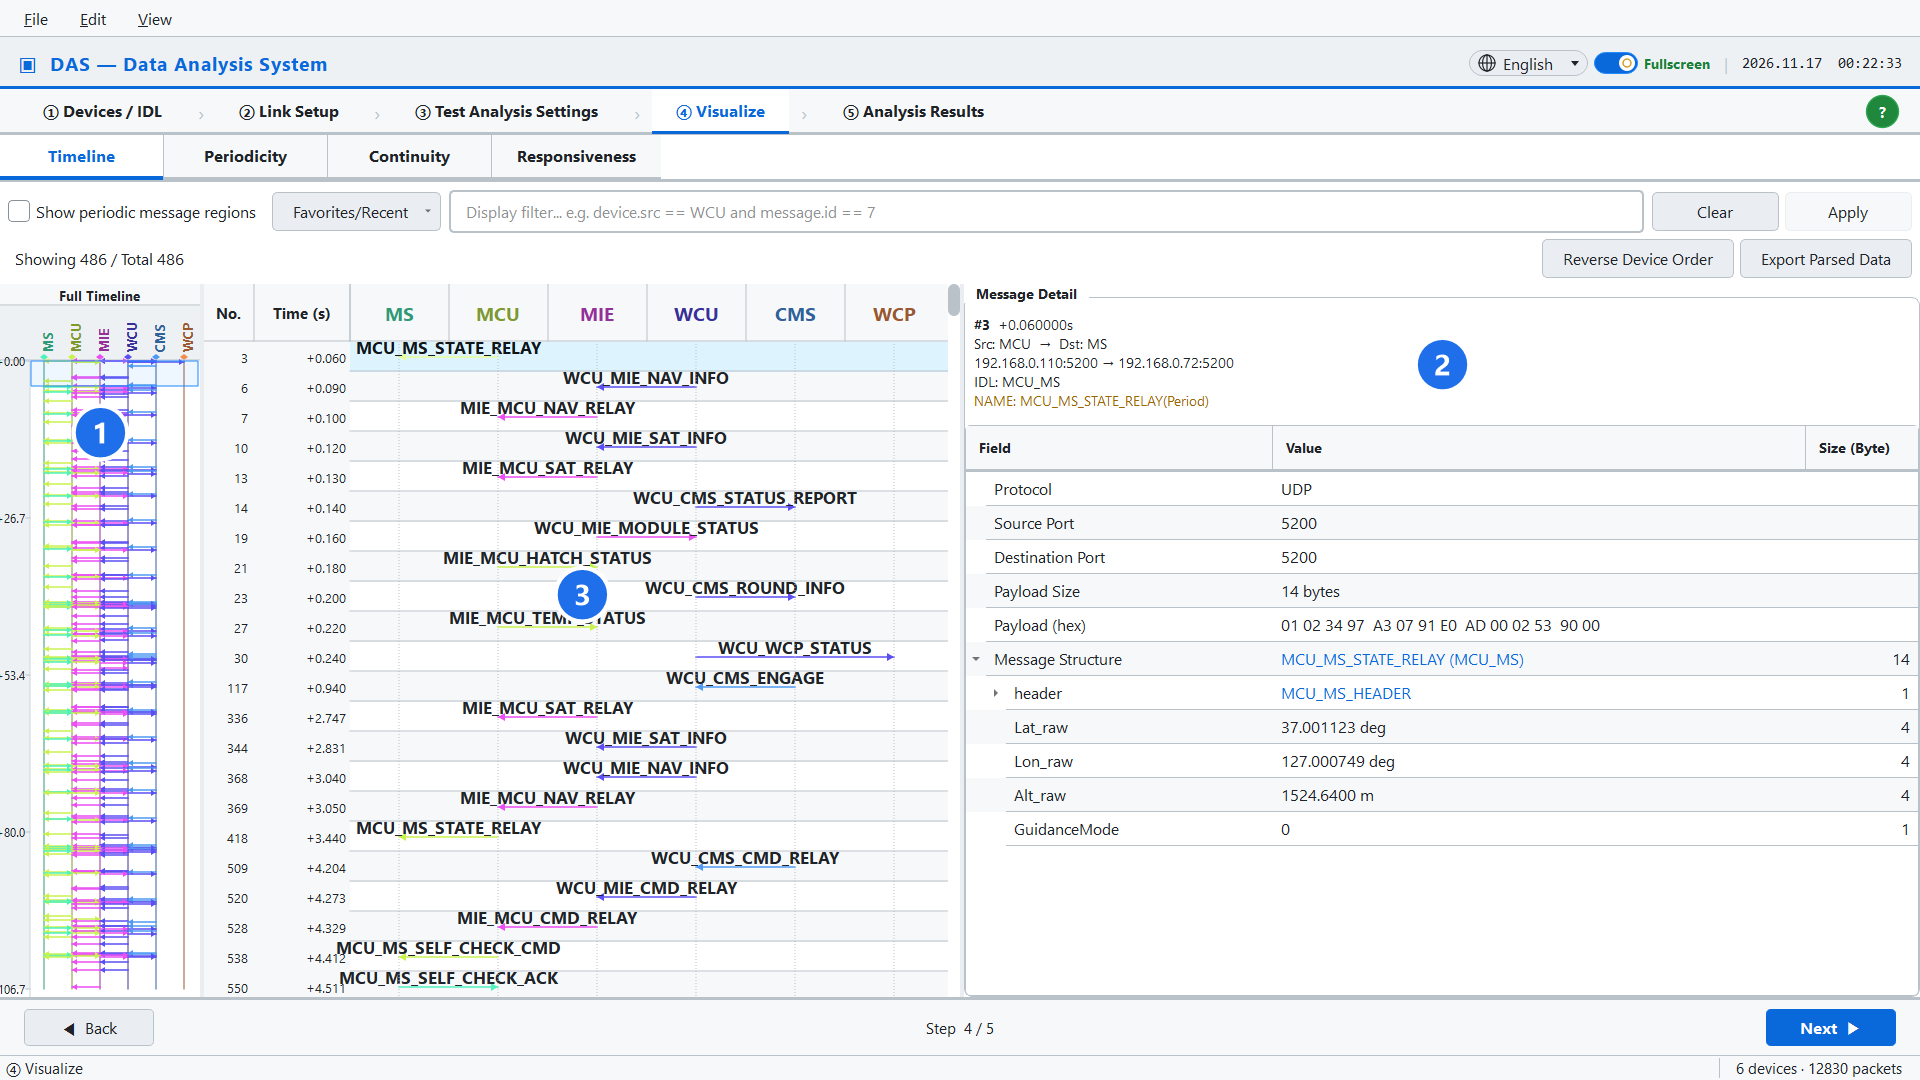 File Edit View
DAS — Data Analysis System
English Fullscreen 2026.11.17 00:22:33
① Devices / IDL › ② Link Setup › ③ Test Analysis Settings › ④ Visualize › ⑤ Analysis Results ?
Timeline Periodicity Continuity Responsiveness
Show periodic message regions Favorites/Recent Display filter... e.g. device.src == WCU and message.id == 7 Clear Apply
Showing 486 / Total 486 Reverse Device Order Export Parsed Data
Full Timeline
MS MCU MIE WCU CMS WCP
+0.00
26.7
53.4
80.0
106.7
1
No. Time (s) MS MCU MIE WCU CMS WCP
3 +0.060 MCU_MS_STATE_RELAY
6 +0.090 WCU_MIE_NAV_INFO
7 +0.100 MIE_MCU_NAV_RELAY
10 +0.120 WCU_MIE_SAT_INFO
13 +0.130 MIE_MCU_SAT_RELAY
14 +0.140 WCU_CMS_STATUS_REPORT
19 +0.160 WCU_MIE_MODULE_STATUS
21 +0.180 MIE_MCU_HATCH_STATUS
23 +0.200 WCU_CMS_ROUND_INFO
3
27 +0.220
30 +0.240 WCU_WCP_STATUS
117 +0.940 WCU_CMS_ENGAGE
336 +2.747 MIE_MCU_SAT_RELAY
344 +2.831 WCU_MIE_SAT_INFO
368 +3.040 WCU_MIE_NAV_INFO
369 +3.050 MIE_MCU_NAV_RELAY
418 +3.440 MCU_MS_STATE_RELAY
509 +4.204 WCU_CMS_CMD_RELAY
520 +4.273 WCU_MIE_CMD_RELAY
528 +4.329 MIE_MCU_CMD_RELAY
538 +4.412 MCU_MS_SELF_CHECK_CMD
550 +4.511 MCU_MS_SELF_CHECK_ACK
Message Detail
#3 +0.060000s
Src: MCU → Dst: MS
192.168.0.110:5200 → 192.168.0.72:5200
IDL: MCU_MS
NAME: MCU_MS_STATE_RELAY(Period)
2
Field Value Size (Byte)
Protocol UDP
Source Port 5200
Destination Port 5200
Payload Size 14 bytes
Payload (hex) 01 02 34 97 A3 07 91 E0 AD 00 02 53 90 00
Message Structure MCU_MS_STATE_RELAY (MCU_MS) 14
header MCU_MS_HEADER 1
Lat_raw 37.001123 deg 4
Lon_raw 127.000749 deg 4
Alt_raw 1524.6400 m 4
GuidanceMode 0 1
◀ Back Step 4 / 5 Next ▶
④ Visualize 6 devices · 12830 packets